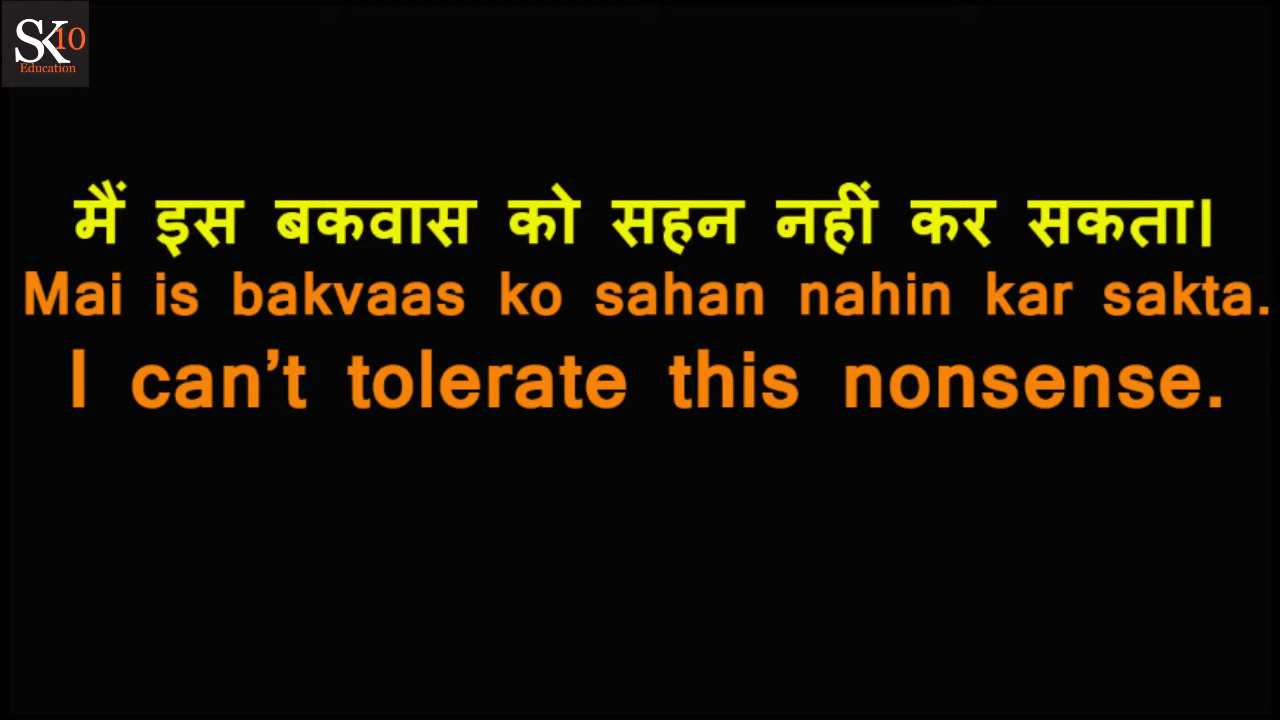 SK10
Education
मैं इस बकवास को सहन नहीं कर सकता।
Mai is bakvaas ko sahan nahin kar sakta.
I can’t tolerate this nonsense.